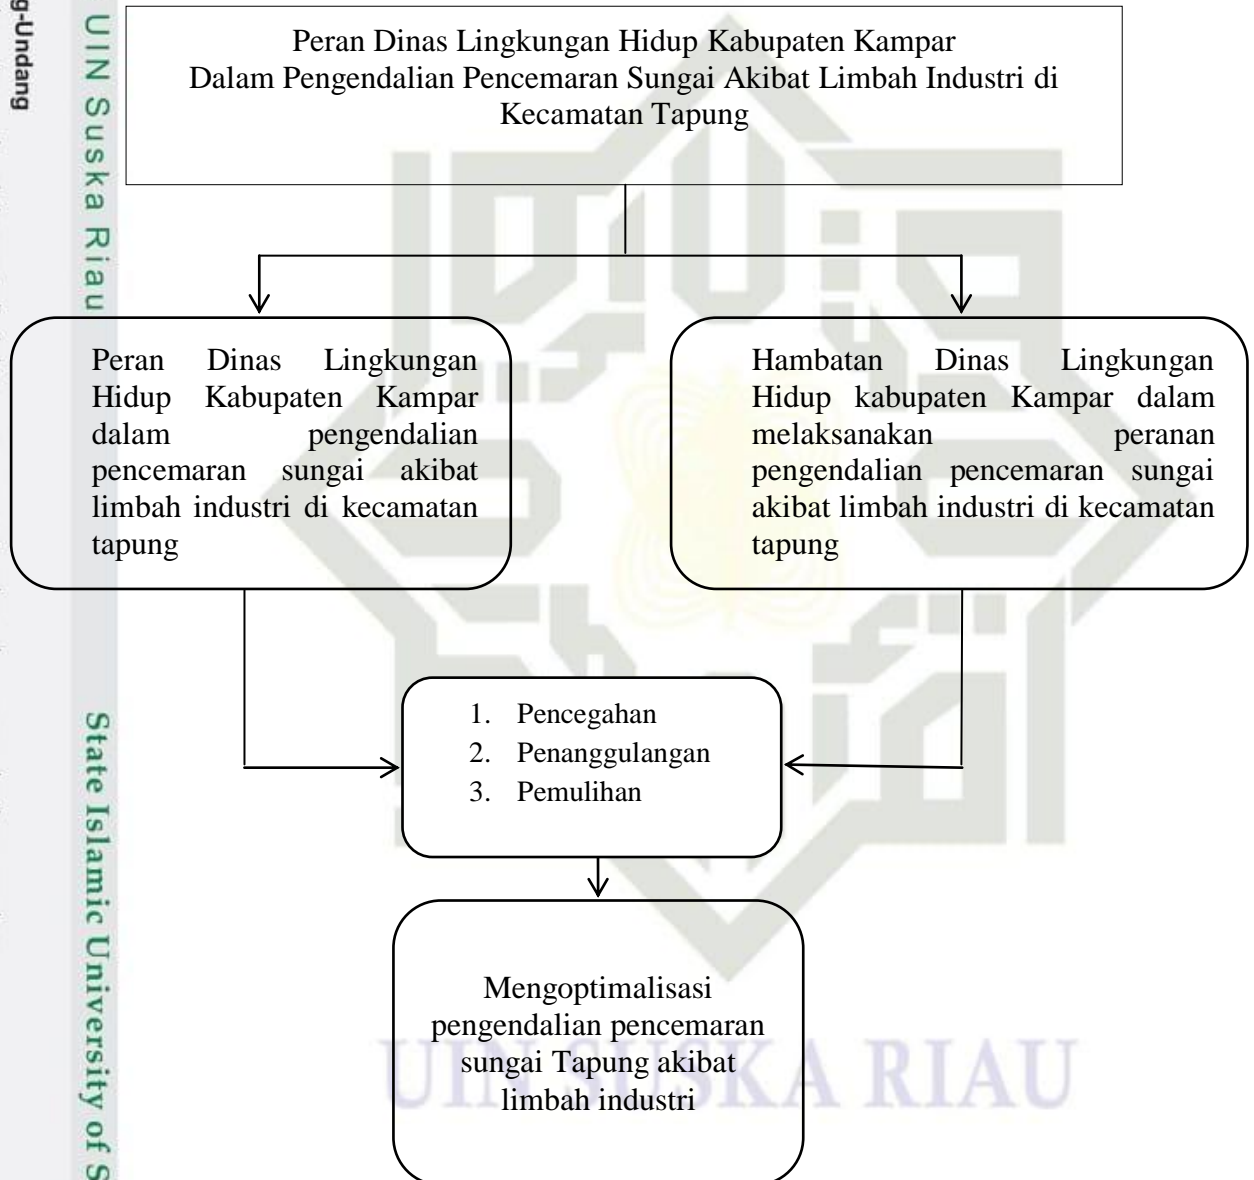 g-Undang
UIN Suska Riau
State Islamic University of S
Peran Dinas Lingkungan Hidup Kabupaten Kampar
Dalam Pengendalian Pencemaran Sungai Akibat Limbah Industri di
Kecamatan Tapung
Peran Dinas Lingkungan
Hidup Kabupaten Kampar
dalam pengendalian
pencemaran sungai akibat
limbah industri di kecamatan
tapung
Hambatan Dinas Lingkungan
Hidup kabupaten Kampar dalam
melaksanakan peranan
pengendalian pencemaran sungai
akibat limbah industri di kecamatan
tapung
1. Pencegahan
2. Penanggulangan
3. Pemulihan
Mengoptimalisasi
pengendalian pencemaran
sungai Tapung akibat
limbah industri
UIN SUSKA RIAU